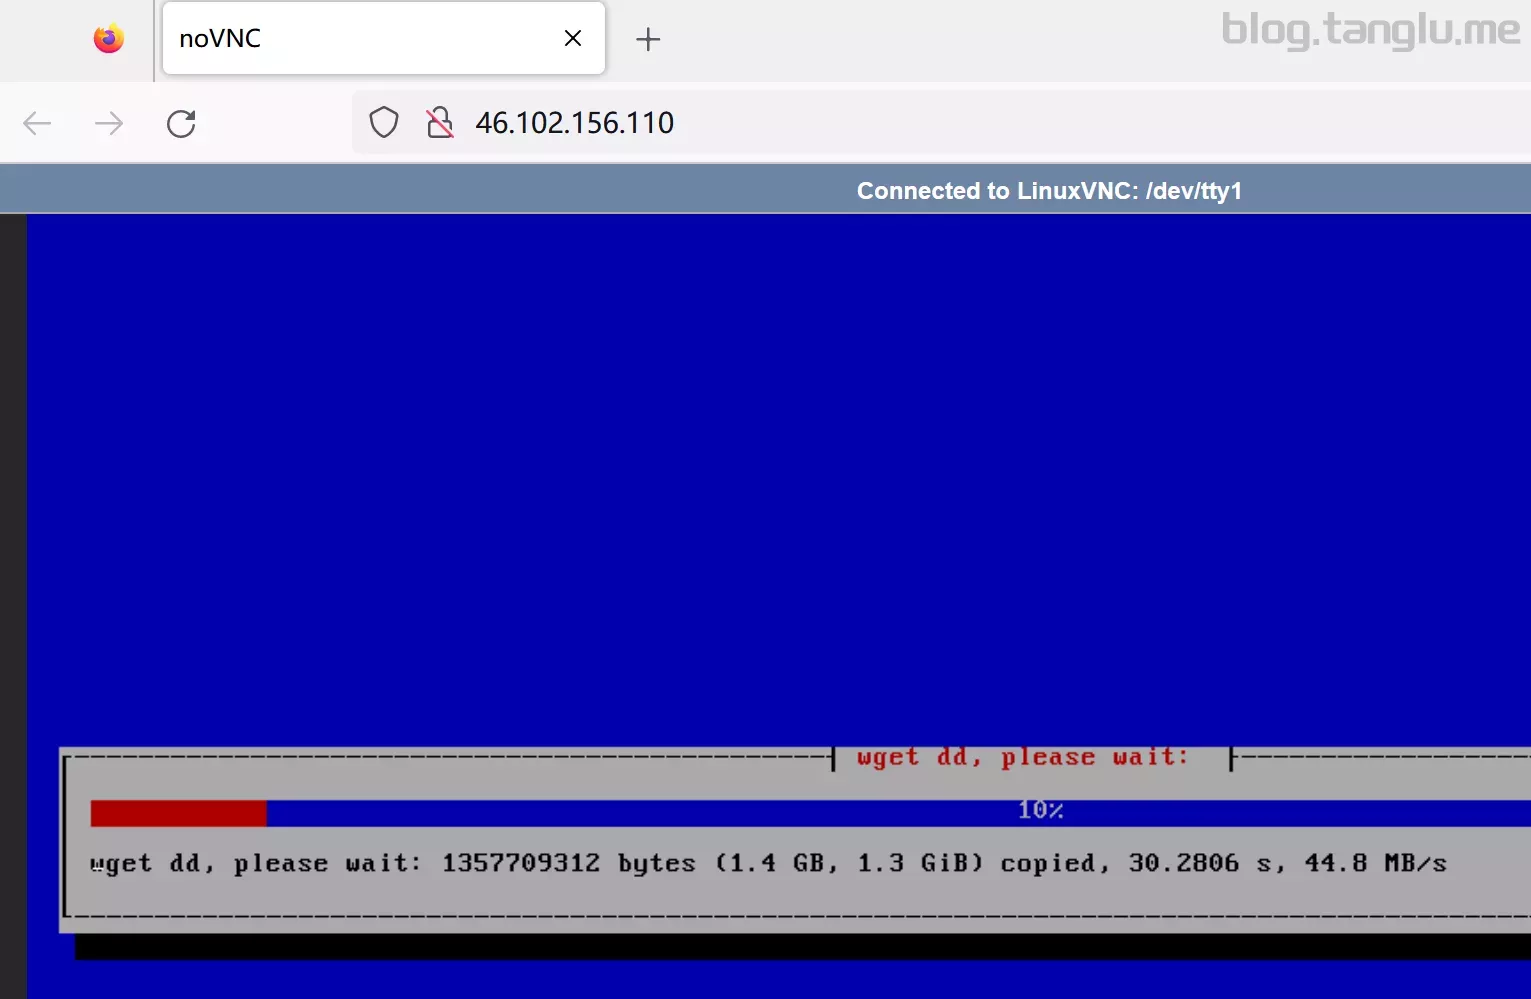 noVNC
blog.tanglu.me
46.102.156.110
Connected to LinuxVNC: /dev/tty1
wget dd, please wait:
10%
wget dd, please wait: 1357709312 bytes (1.4 GB, 1.3 GiB) copied, 30.2806 s, 44.8 MB/s